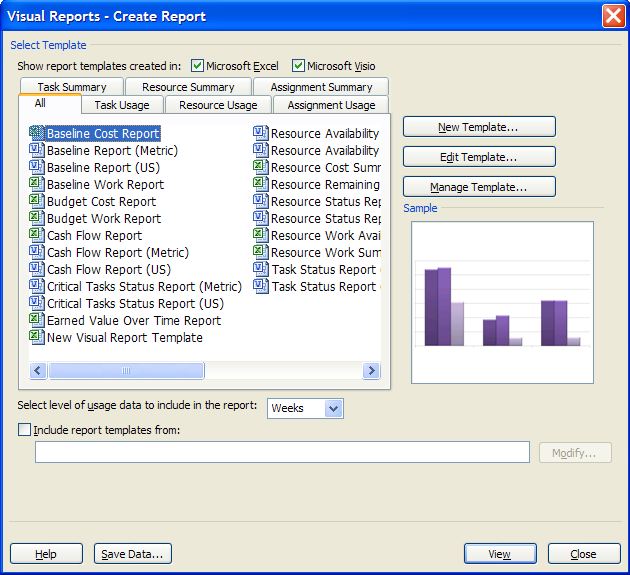 Visual Reports - Create Report
Select Template
Show report templates created in: Microsoft Excel Microsoft Visio
Task Summary Resource Summary Assignment Summary
All Task Usage Resource Usage Assignment Usage
Baseline Cost Report
Baseline Report (Metric)
Baseline Report (US)
Baseline Work Report
Budget Cost Report
Budget Work Report
Cash Flow Report
Cash Flow Report (Metric)
Cash Flow Report (US)
Critical Tasks Status Report (Metric)
Critical Tasks Status Report (US)
Earned Value Over Time Report
New Visual Report Template
Resource Availability
Resource Availability
Resource Cost Summ
Resource Remaining
Resource Status Rep
Resource Status Rep
Resource Work Avai
Resource Work Sum
Task Status Report (
Task Status Report (
New Template...
Edit Template...
Manage Template...
Sample
Select level of usage data to include in the report: Weeks
Include report templates from:
Modify...
Help Save Data... View Close